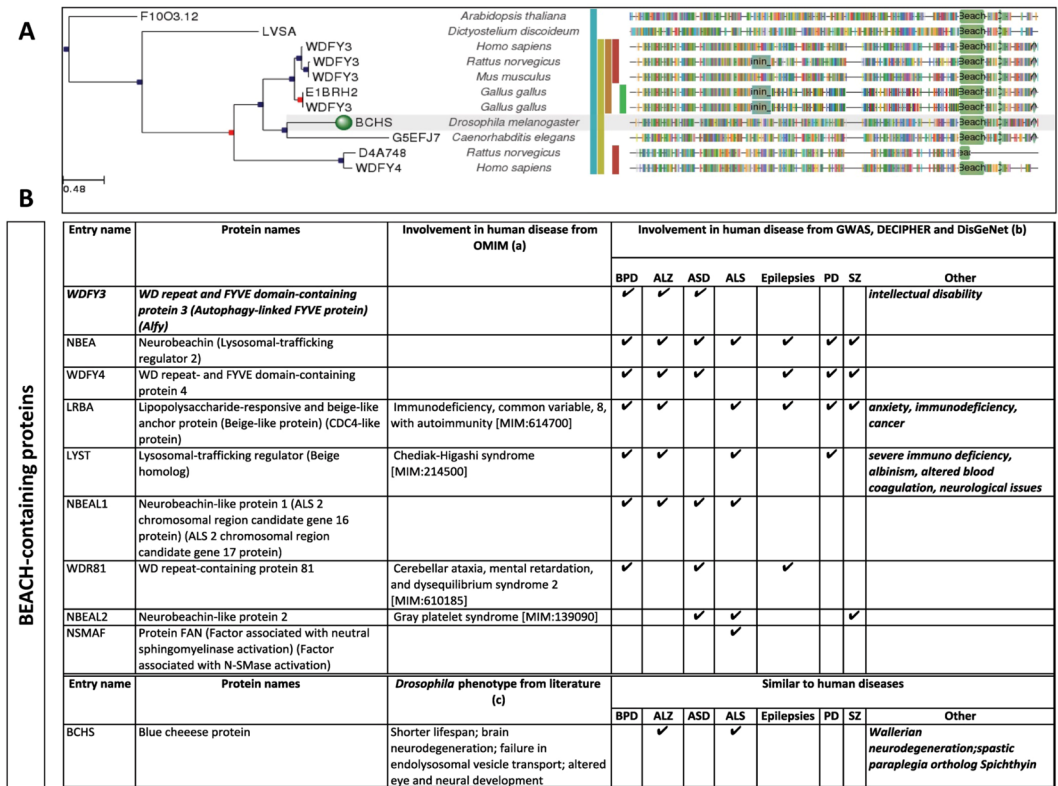 A
F10O3.12 Arabidopsis thaliana Beach
LVSA Dictyostelium discoideum Beach
WDFY3 Homo sapiens Beach
WDFY3 Rattus norvegicus inin_ Beach
WDFY3 Mus musculus Beach
E1BRH2 Gallus gallus inin_ Beach
WDFY3 Gallus gallus inin_ Beach
BCHS Drosophila melanogaster Beach
G5EFJ7 Caenorhabditis elegans Beach
D4A748 Rattus norvegicus
WDFY4 Homo sapiens Beach
0.48
B
BEACH-containing proteins
Entry name Protein names Involvement in human disease from Involvement in human disease from GWAS, DECIPHER and DisGeNet (b)
OMIM (a)
BPD ALZ ASD ALS Epilepsies PD SZ Other
WDFY3 WD repeat and FYVE domain-containing ✔ ✔ ✔ intellectual disability
protein 3 (Autophagy-linked FYVE protein)
(Alfy)
NBEA Neurobeachin (Lysosomal-trafficking ✔ ✔ ✔ ✔ ✔ ✔ ✔
regulator 2)
WDFY4 WD repeat- and FYVE domain-containing ✔ ✔ ✔ ✔ ✔ ✔
protein 4
LRBA Lipopolysaccharide-responsive and beige-like Immunodeficiency, common variable, 8, ✔ ✔ ✔ ✔ ✔ ✔ anxiety, immunodeficiency,
anchor protein (Beige-like protein) (CDC4-like with autoimmunity [MIM:614700] cancer
protein)
LYST Lysosomal-trafficking regulator (Beige Chediak-Higashi syndrome ✔ ✔ ✔ ✔ severe immuno deficiency,
homolog) [MIM:214500] albinism, altered blood
coagulation, neurological issues
NBEAL1 Neurobeachin-like protein 1 (ALS 2 ✔ ✔ ✔ ✔
chromosomal region candidate gene 16
protein) (ALS 2 chromosomal region
candidate gene 17 protein)
WDR81 WD repeat-containing protein 81 Cerebellar ataxia, mental retardation, ✔ ✔ ✔
and dysequilibrium syndrome 2
[MIM:610185]
NBEAL2 Neurobeachin-like protein 2 Gray platelet syndrome [MIM:139090] ✔ ✔ ✔
NSMAF Protein FAN (Factor associated with neutral ✔
sphingomyelinase activation) (Factor
associated with N-SMase activation)
Entry name Protein names Drosophila phenotype from literature Similar to human diseases
(c)
BPD ALZ ASD ALS Epilepsies PD SZ Other
BCHS Blue cheeese protein Shorter lifespan; brain ✔ ✔ Wallerian
neurodegeneration; failure in neurodegeneration;spastic
endolysosomal vesicle transport; altered paraplegia ortholog Spichthyin
eye and neural development